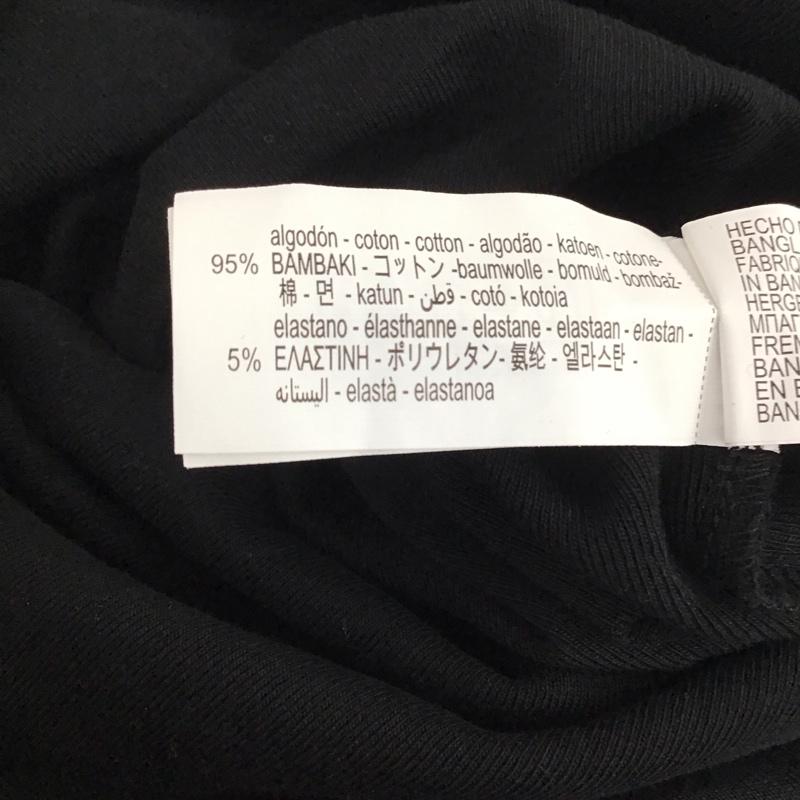 algodón - coton - cotton - algodão - katoen - cotone-
95% BAMBAKI - コットン -baumwolle - bomuld - bombaž-
棉 - 면 - katun - قطن - cotó - kotoia
elastano - élasthanne - elastane - elastaan - elastan -
5% ΕΛΑΣΤΙΝΗ - ポリウレタン- 氨纶 - 엘라스탄 -
اليستانه - elastà - elastanoa
HECHO
BANGL
FABRIQ
IN BAN
HERGE
ΜΠΑΓ
FREM
BAN
EN B
BAN